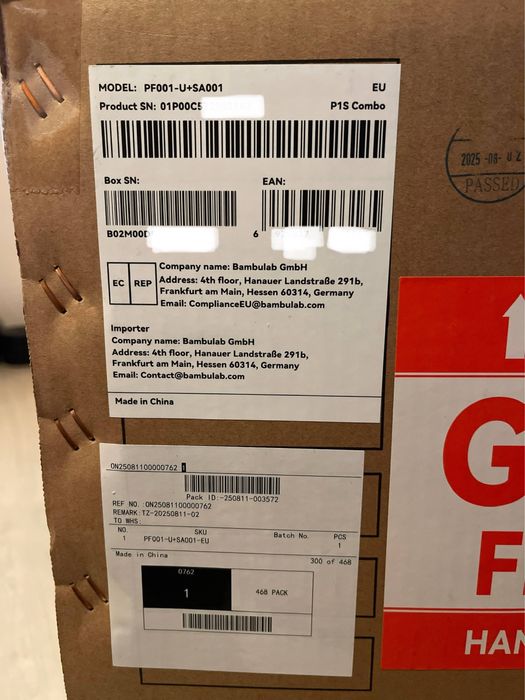 MODEL: PF001-U+SA001 EU
Product SN: 01P00C5 P1S Combo
Box SN: EAN:
B02M00D 6
EC REP
Company name: Bambulab GmbH
Address: 4th floor, Hanauer Landstraße 291b,
Frankfurt am Main, Hessen 60314, Germany
Email: ComplianceEU@bambulab.com
Importer
Company name: Bambulab GmbH
Address: 4th floor, Hanauer Landstraße 291b,
Frankfurt am Main, Hessen 60314, Germany
Email: Contact@bambulab.com
Made in China
PASSED
ON25081100000762
Pack ID:-250811-003572
REF NO. ON25081100000762
REMARK: TZ-20250811-02
TO WHS:
NO. SKU Batch No. PCS
1 PF001-U+SA001-EU 1
Made in China 300 of 468
0762
1 468 PACK
G
F
HAN